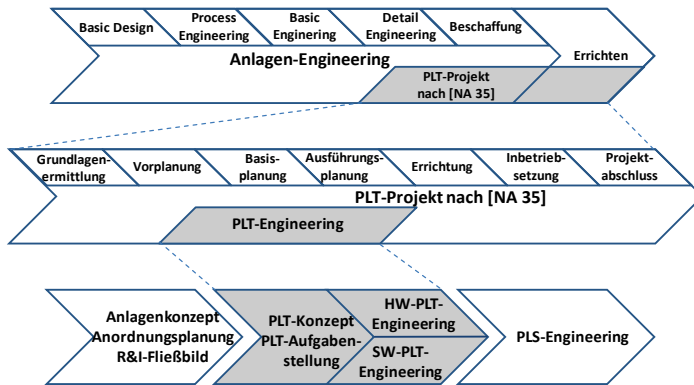 Basic Design
Process
Engineering
Basic
Enginering
Detail
Engineering
Beschaffung
Errichten
Anlagen-Engineering
PLT-Projekt
nach [NA 35]
Grundlagen-
ermittlung
Vorplanung
Basis-
planung
Ausführungs-
planung
Errichtung
Inbetrieb-
setzung
Projekt-
abschluss
PLT-Projekt nach [NA 35]
PLT-Engineering
Anlagenkonzept
Anordnungsplanung
R&I-Fließbild
PLT-Konzept
PLT-Aufgaben-
stellung
HW-PLT-
Engineering
SW-PLT-
Engineering
PLS-Engineering